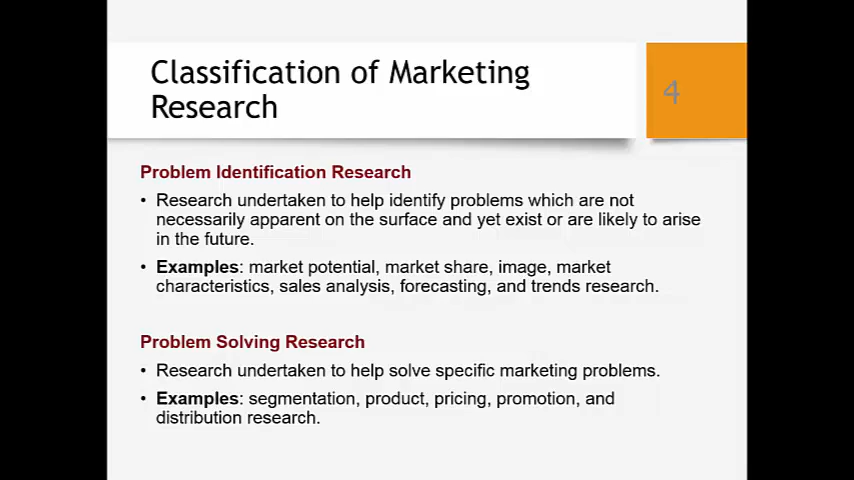 Classification of Marketing
Research
4
Problem Identification Research
• Research undertaken to help identify problems which are not
necessarily apparent on the surface and yet exist or are likely to arise
in the future.
• Examples: market potential, market share, image, market
characteristics, sales analysis, forecasting, and trends research.
Problem Solving Research
• Research undertaken to help solve specific marketing problems.
• Examples: segmentation, product, pricing, promotion, and
distribution research.